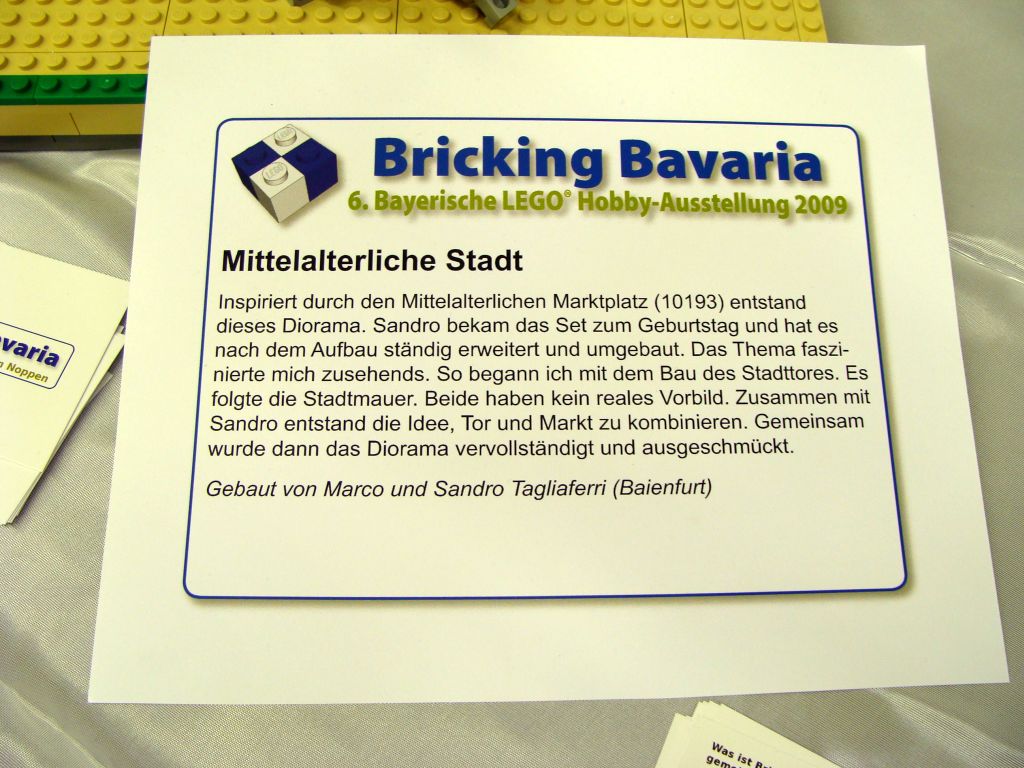 Bricking Bavaria
6. Bayerische LEGO® Hobby-Ausstellung 2009
Mittelalterliche Stadt
Inspiriert durch den Mittelalterlichen Marktplatz (10193) entstand
dieses Diorama. Sandro bekam das Set zum Geburtstag und hat es
nach dem Aufbau ständig erweitert und umgebaut. Das Thema faszi-
nierte mich zusehends. So begann ich mit dem Bau des Stadttores. Es
folgte die Stadtmauer. Beide haben kein reales Vorbild. Zusammen mit
Sandro entstand die Idee, Tor und Markt zu kombinieren. Gemeinsam
wurde dann das Diorama vervollständigt und ausgeschmückt.
Gebaut von Marco und Sandro Tagliaferri (Baienfurt)
varia
Noppen
Was ist